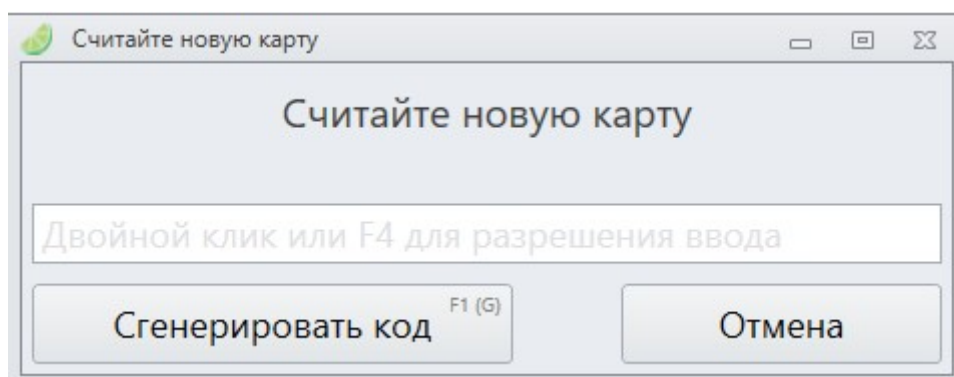 Считайте новую карту
Считайте новую карту
Двойной клик или F4 для разрешения ввода
Сгенерировать код F1 (G)
Отмена